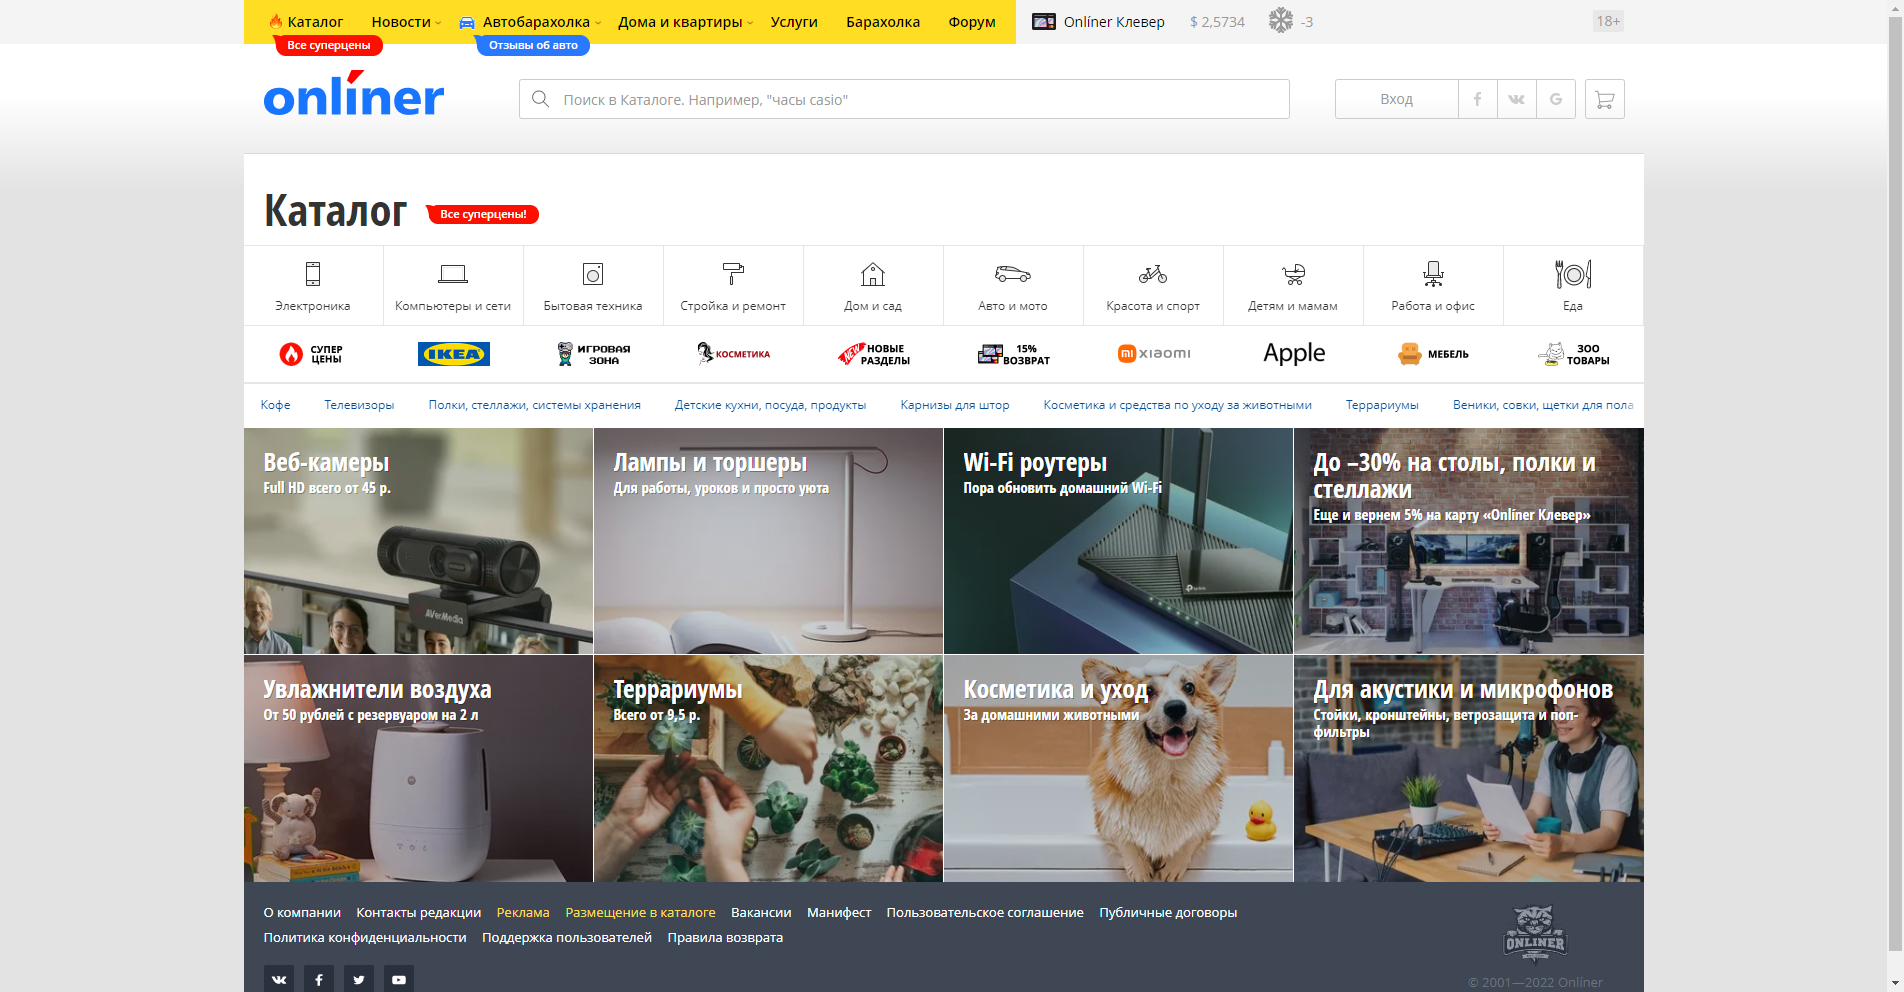 Каталог Новости Автобарахолка Дома и квартиры Услуги Барахолка Форум Onlíner Клевер $ 2,5734 -3 18+
Все суперцены Отзывы об авто
onlíner
Поиск в Каталоге. Например, "часы casio"
Вход
Каталог
Все суперцены!
Электроника Компьютеры и сети Бытовая техника Стройка и ремонт Дом и сад Авто и мото Красота и спорт Детям и мамам Работа и офис Еда
СУПЕР
ЦЕНЫ
IKEA
ИГРОВАЯ
ЗОНА
КОСМЕТИКА
NEW
НОВЫЕ
РАЗДЕЛЫ
15%
ВОЗВРАТ
mi xiaomi
Apple
МЕБЕЛЬ
ЗОО
ТОВАРЫ
Кофе Телевизоры Полки, стеллажи, системы хранения Детские кухни, посуда, продукты Карнизы для штор Косметика и средства по уходу за животными Террариумы Веники, совки, щетки для пола
Веб-камеры
Full HD всего от 45 р.
AVerMedia
Лампы и торшеры
Для работы, уроков и просто уюта
Wi-Fi роутеры
Пора обновить домашний Wi-Fi
tp-link
До –30% на столы, полки и
стеллажи
Еще и вернем 5% на карту «Onlíner Клевер»
Увлажнители воздуха
От 50 рублей с резервуаром на 2 л
Террариумы
Всего от 9,5 р.
Косметика и уход
За домашними животными
Для акустики и микрофонов
Стойки, кронштейны, ветрозащита и поп-
фильтры
О компании Контакты редакции Реклама Размещение в каталоге Вакансии Манифест Пользовательское соглашение Публичные договоры
Политика конфиденциальности Поддержка пользователей Правила возврата
ONLINER
© 2001—2022 Onlíner